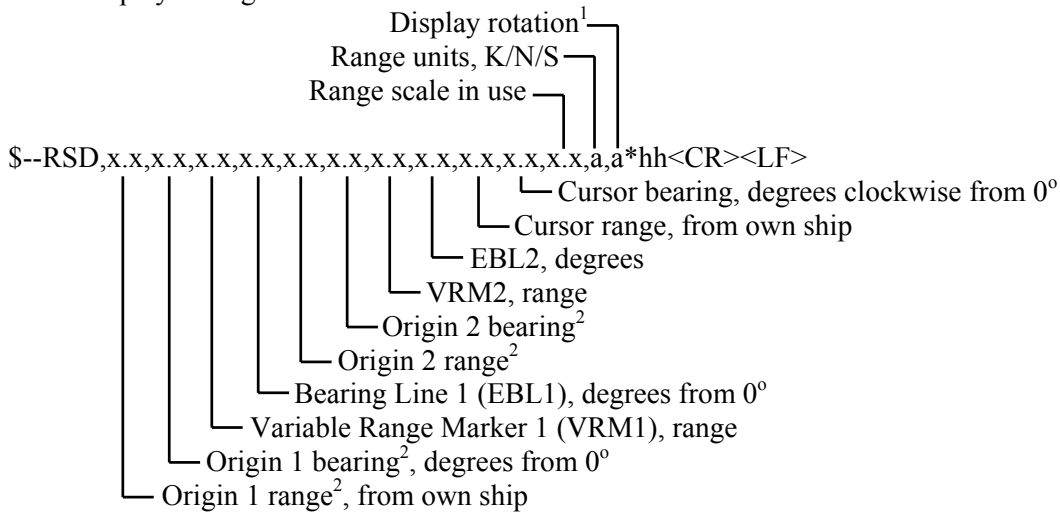 Display rotation¹
Range units, K/N/S
Range scale in use
$--RSD,x.x,x.x,x.x,x.x,x.x,x.x,x.x,x.x,x.x,x.x,x.x,a,a*hh<CR><LF>
Cursor bearing, degrees clockwise from 0º
Cursor range, from own ship
EBL2, degrees
VRM2, range
Origin 2 bearing²
Origin 2 range²
Bearing Line 1 (EBL1), degrees from 0º
Variable Range Marker 1 (VRM1), range
Origin 1 bearing², degrees from 0º
Origin 1 range², from own ship